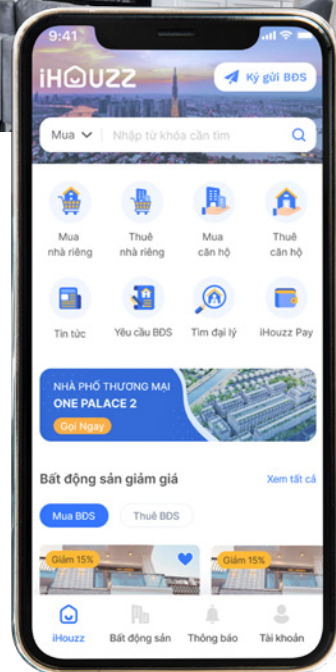 9:41
iHOUZZ
Ký gửi BĐS
Mua
Nhập từ khóa cần tìm
Mua nhà riêng
Thuê nhà riêng
Mua căn hộ
Thuê căn hộ
Tin tức
Yêu cầu BĐS
Tìm đại lý
iHouzz Pay
NHÀ PHỐ THƯƠNG MẠI
ONE PALACE 2
Gọi Ngay
Bất động sản giảm giá
Xem tất cả
Mua BĐS
Thuê BĐS
Giảm 15%
Giảm 15%
iHouzz
Bất động sản
Thông báo
Tài khoản